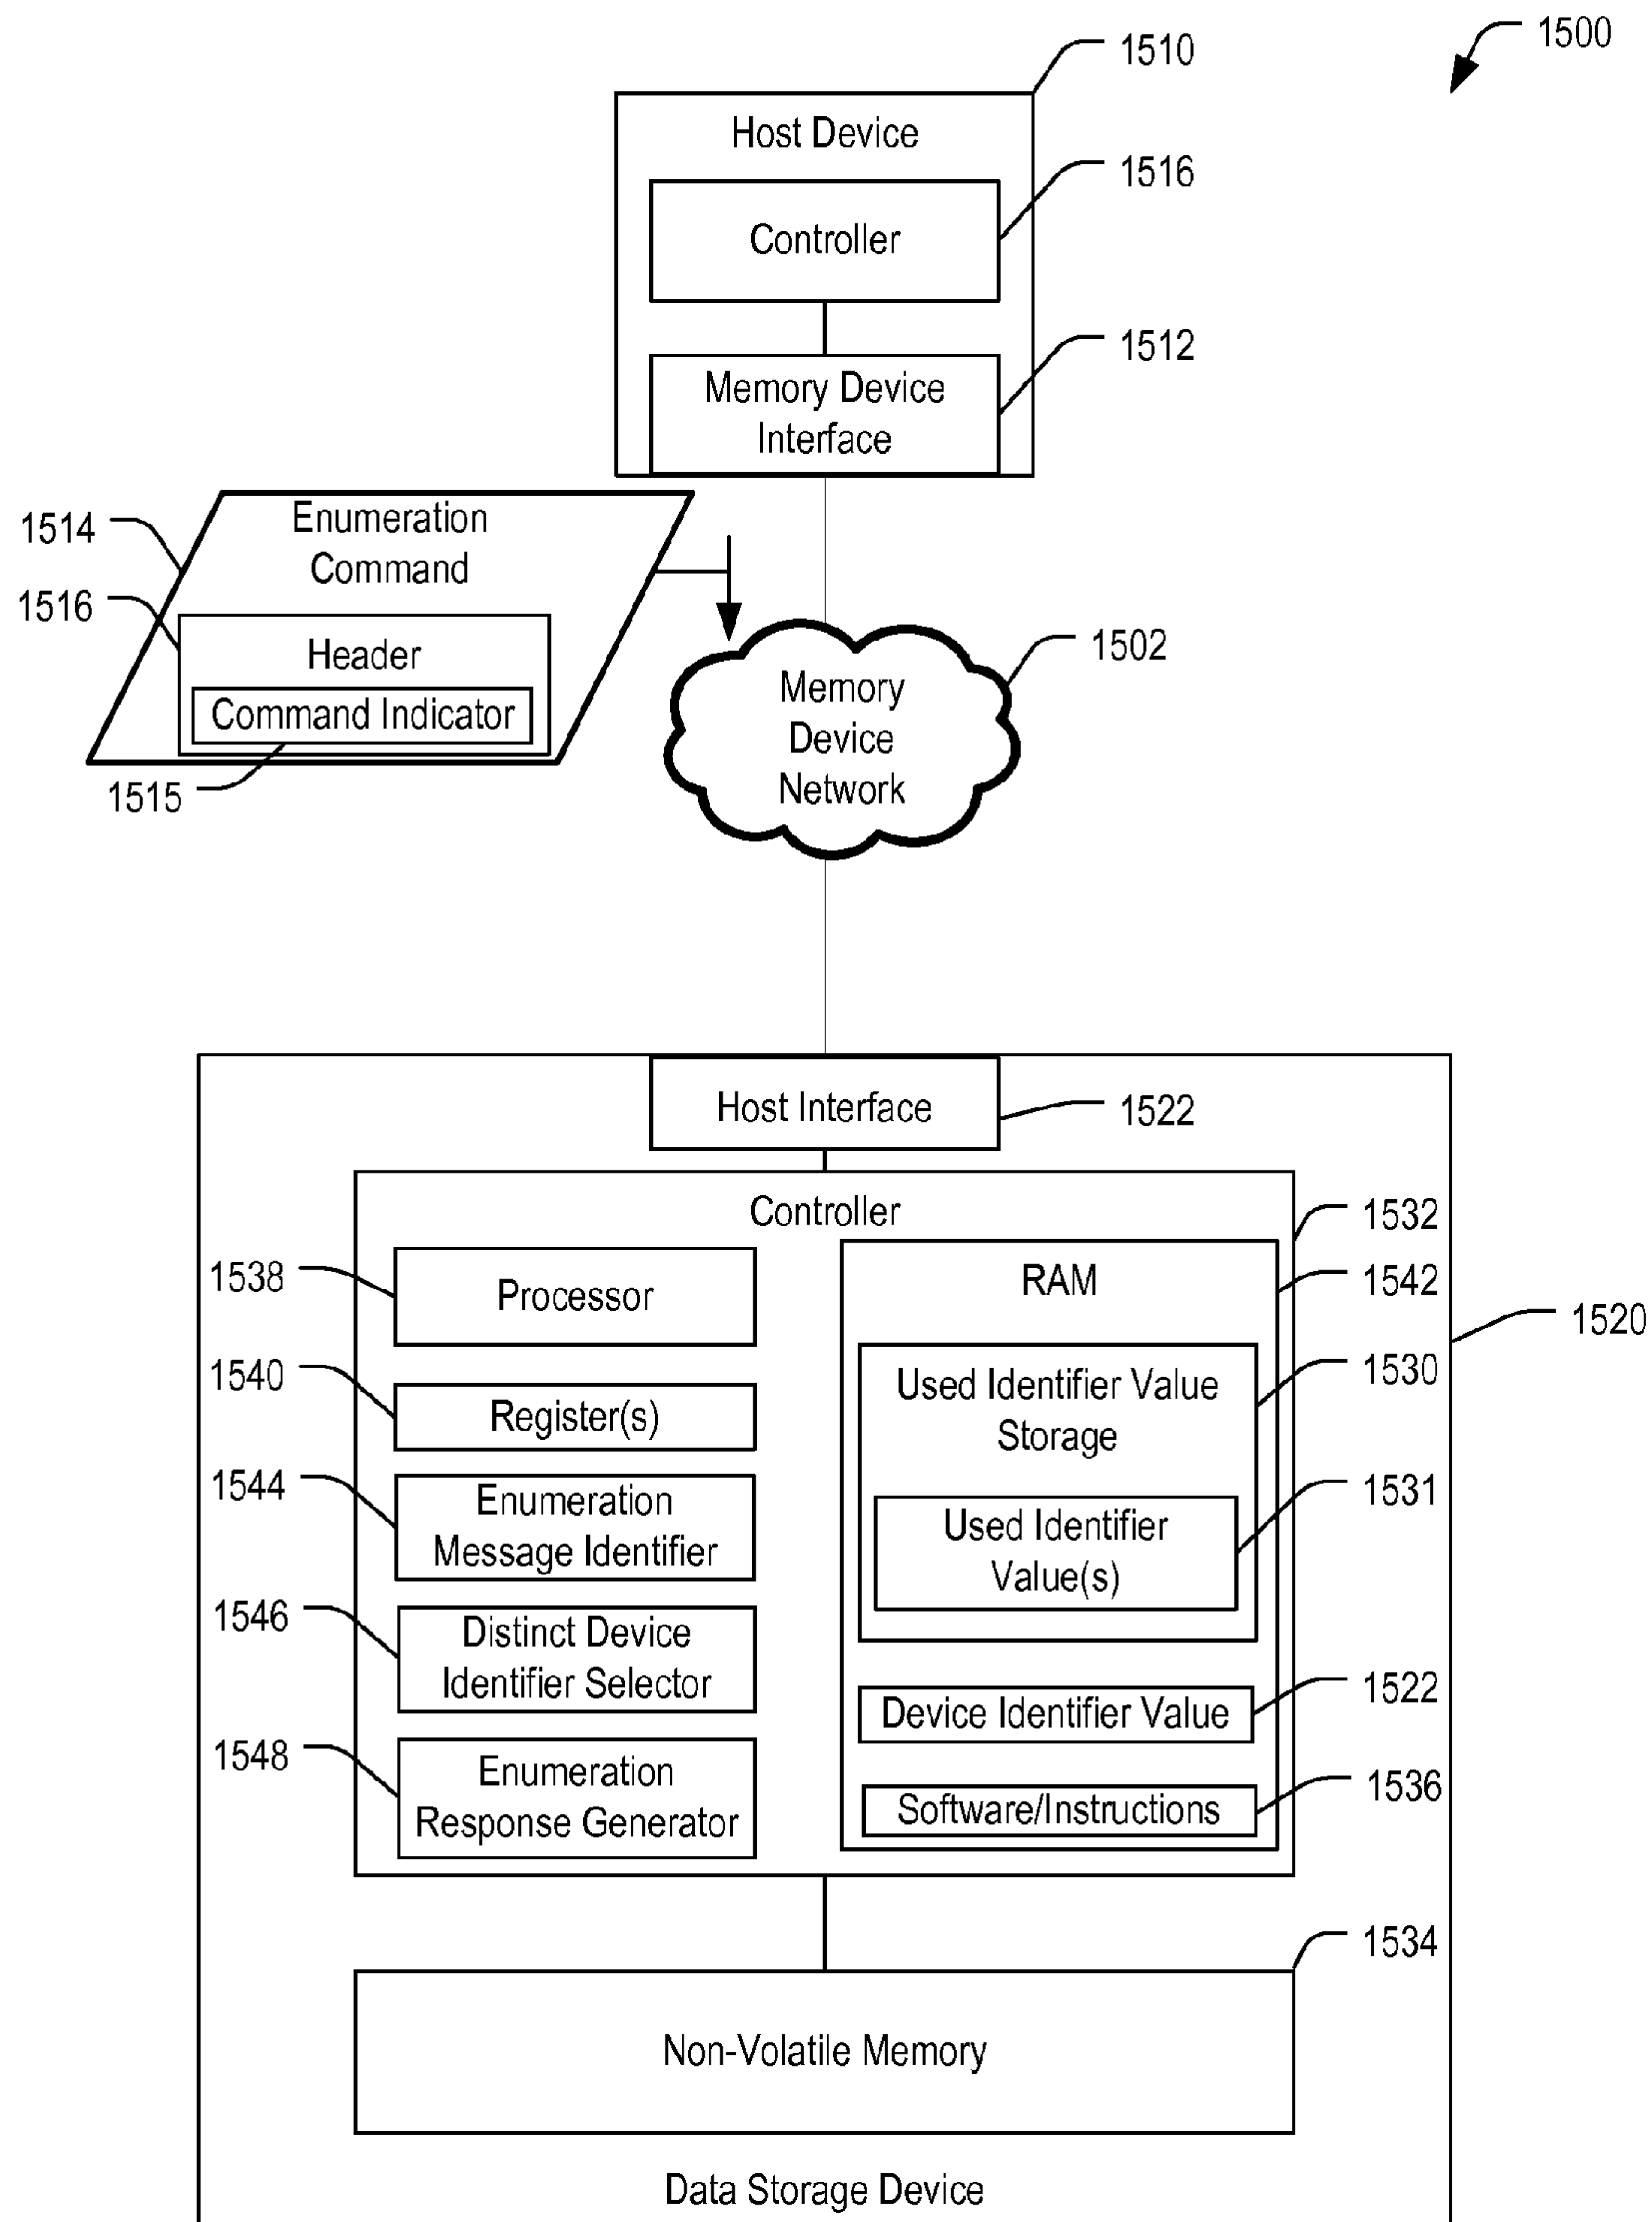 1500
1510
Host Device
1516
Controller
1512
Memory Device
Interface
1514
Enumeration
Command
1516
Header
Command Indicator
1515
1502
Memory
Device
Network
Host Interface
1522
Controller
1532
1538
Processor
RAM
1542
1520
1540
Register(s)
Used Identifier Value
Storage
1530
1544
Enumeration
Message Identifier
Used Identifier
Value(s)
1531
1546
Distinct Device
Identifier Selector
Device Identifier Value
1522
1548
Enumeration
Response Generator
Software/Instructions
1536
1534
Non-Volatile Memory
Data Storage Device